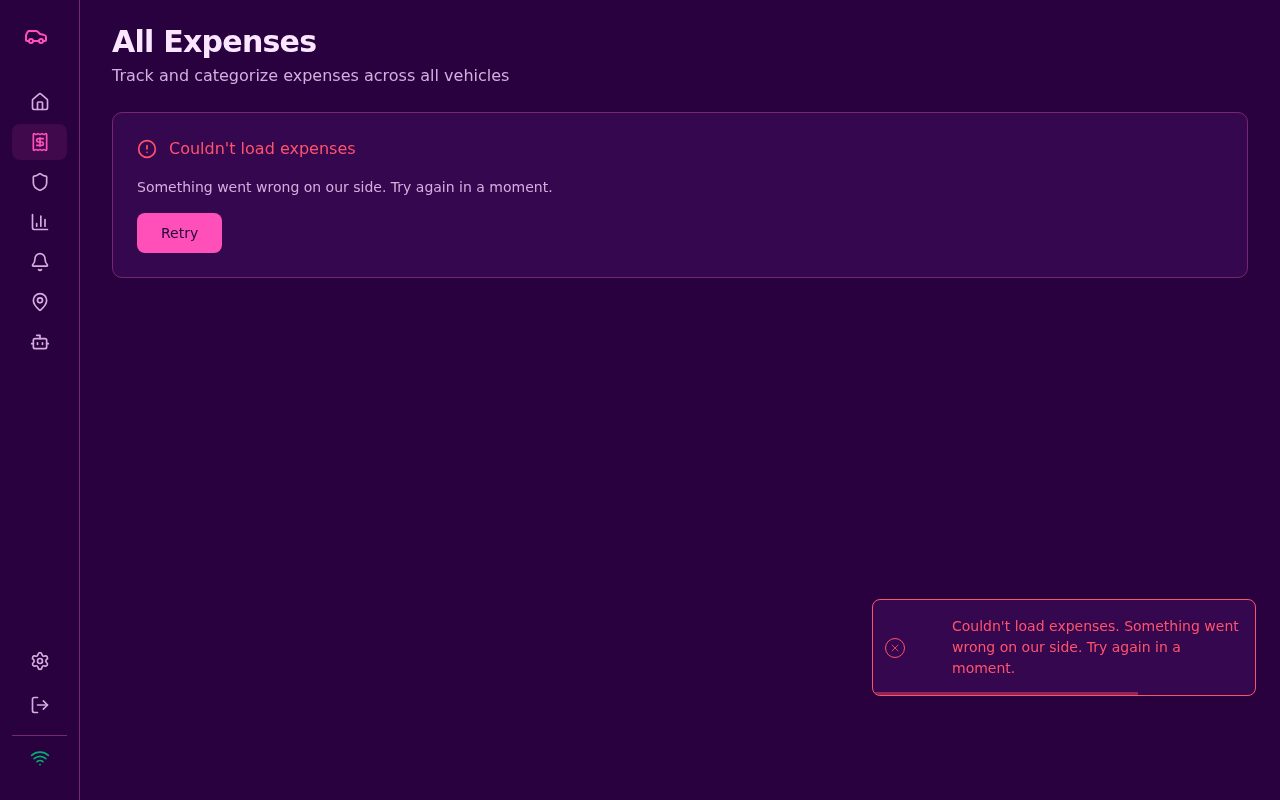 All Expenses
Track and categorize expenses across all vehicles
Couldn't load expenses
Something went wrong on our side. Try again in a moment.
Retry
Couldn't load expenses. Something went
wrong on our side. Try again in a
moment.